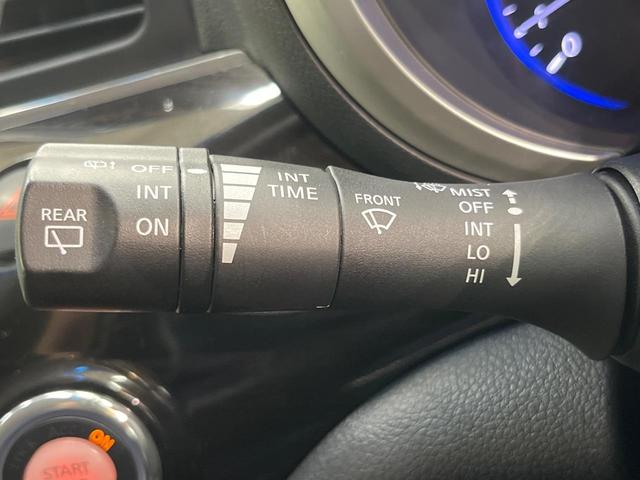 OFF
INT
ON
REAR
INT
TIME
FRONT
MIST
OFF
INT
LO
HI
ON
START